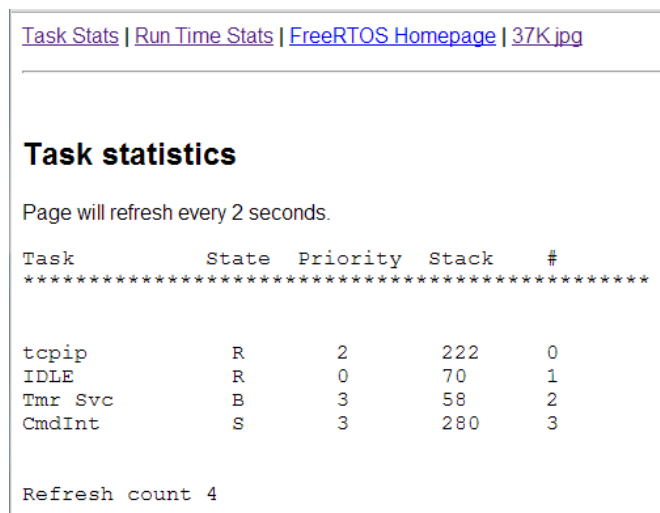 Task Stats | Run Time Stats | FreeRTOS Homepage | 37K jpg
Task statistics
Page will refresh every 2 seconds.
Task State Priority Stack #
************************************************
tcpip R 2 222 0
IDLE R 0 70 1
Tmr Svc B 3 58 2
CmdInt S 3 280 3
Refresh count 4